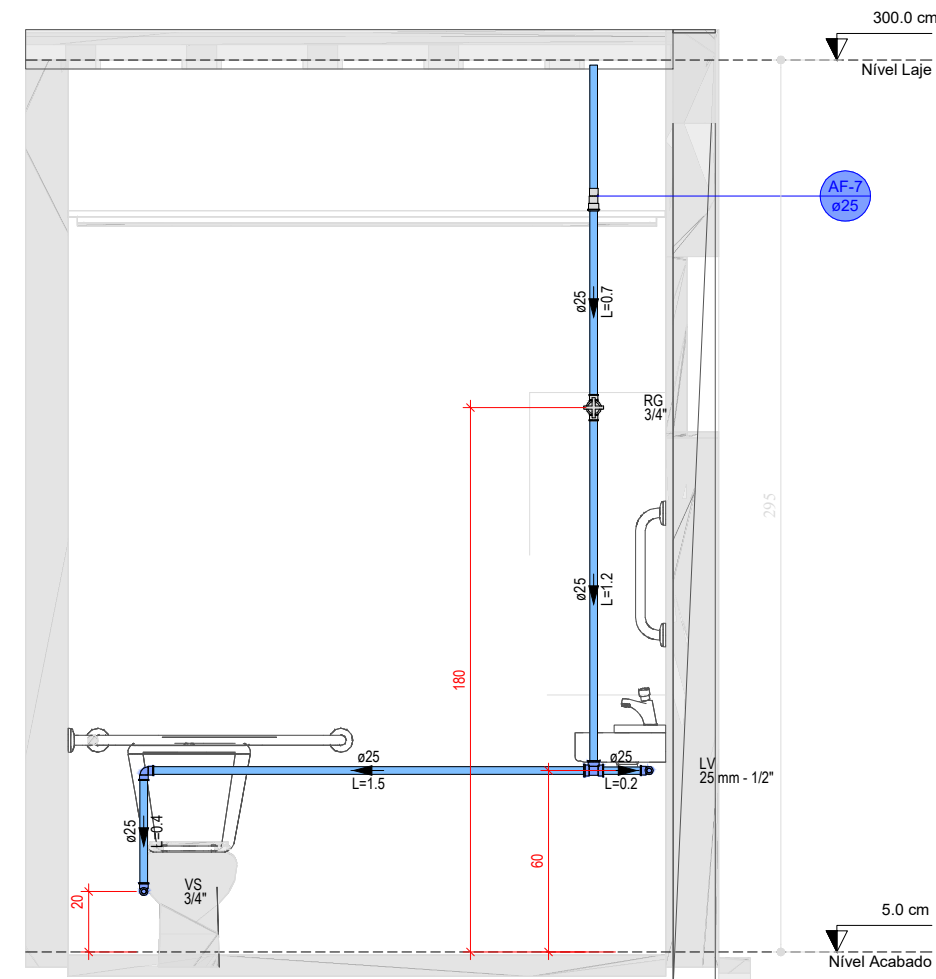 300.0 cm
Nível Laje
AF-7
ø25
ø25
L=0.7
RG
3/4"
295
ø25
L=1.2
180
ø25
L=1.5
ø25
L=0.2
LV
25 mm - 1/2"
ø25
L=0.4
60
VS
3/4"
20
5.0 cm
Nível Acabado